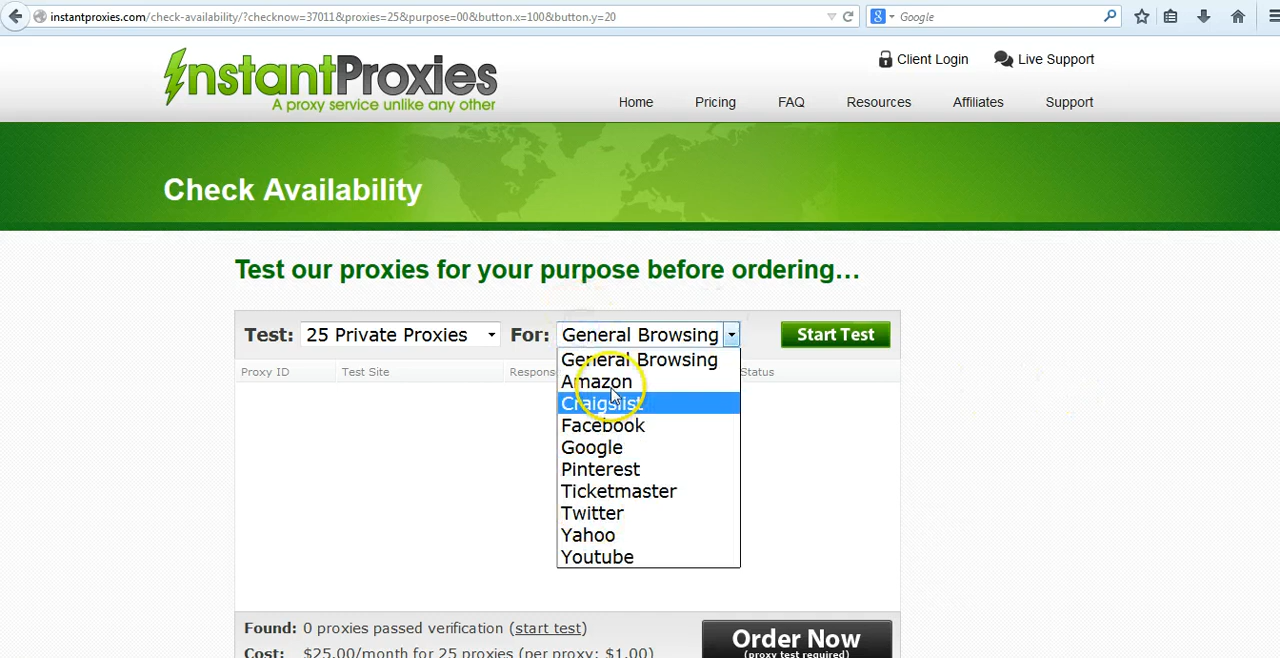 instantproxies.com/check-availability/?checknow=37011&proxies=25&purpose=00&button.x=100&button.y=20
8 Google
Client Login Live Support
InstantProxies
A proxy service unlike any other
Home Pricing FAQ Resources Affiliates Support
Check Availability
Test our proxies for your purpose before ordering...
Test: 25 Private Proxies For: General Browsing Start Test
Proxy ID Test Site Respons Status
General Browsing
Amazon
Craigslist
Facebook
Google
Pinterest
Ticketmaster
Twitter
Yahoo
Youtube
Found: 0 proxies passed verification (start test)
Order Now
Cost: $25.00/month for 25 proxies (per proxy: $1.00)
(proxy test required)